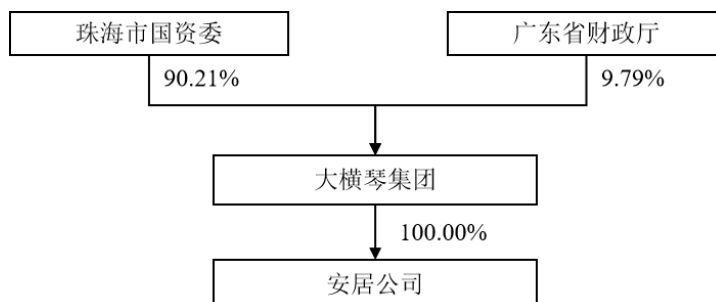 珠海市国资委
广东省财政厅
90.21%
9.79%
大横琴集团
100.00%
安居公司